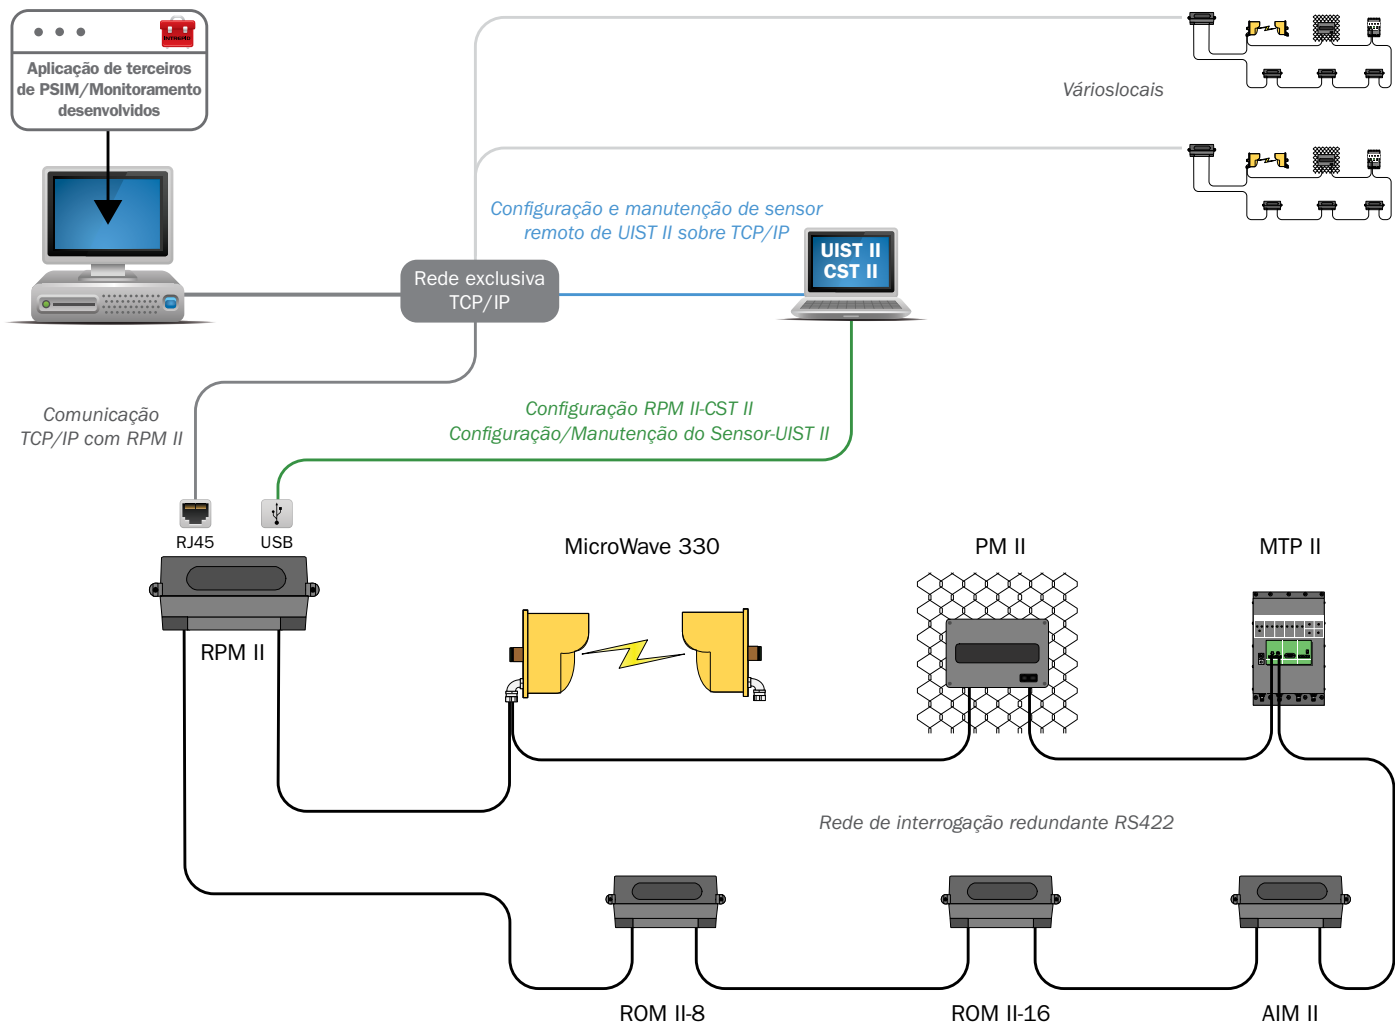 INTREPID
Aplicação de terceiros
de PSIM/Monitoramento
desenvolvidos
Várioslocais
Configuração e manutenção de sensor
remoto de UIST II sobre TCP/IP
UIST II
CST II
Rede exclusiva
TCP/IP
Comunicação
TCP/IP com RPM II
Configuração RPM II-CST II
Configuração/Manutenção do Sensor-UIST II
RJ45
USB
MicroWave 330
PM II
MTP II
RPM II
Rede de interrogação redundante RS422
ROM II-8
ROM II-16
AIM II